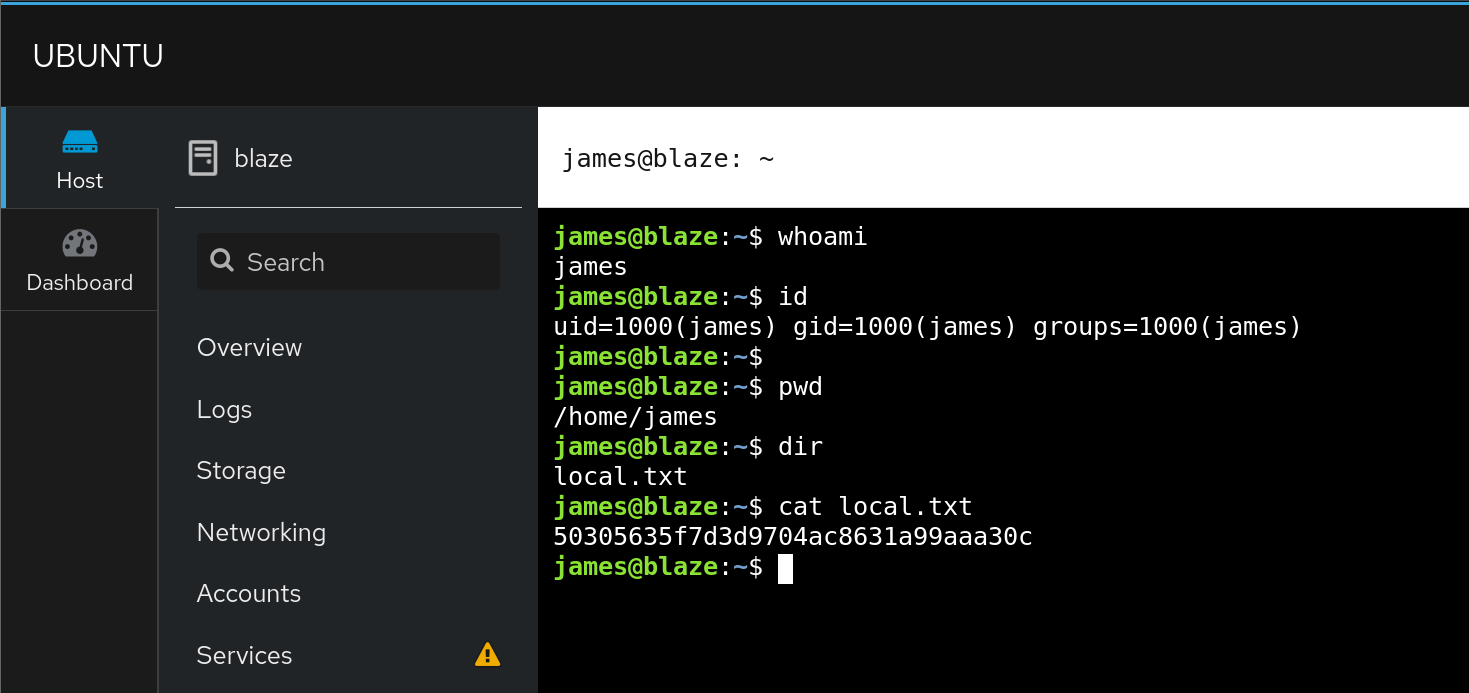 UBUNTU
Host
Dashboard
blaze
Search
Overview
Logs
Storage
Networking
Accounts
Services
james@blaze: ~
james@blaze:~$ whoami
james
james@blaze:~$ id
uid=1000(james) gid=1000(james) groups=1000(james)
james@blaze:~$
james@blaze:~$ pwd
/home/james
james@blaze:~$ dir
local.txt
james@blaze:~$ cat local.txt
50305635f7d3d9704ac8631a99aaa30c
james@blaze:~$